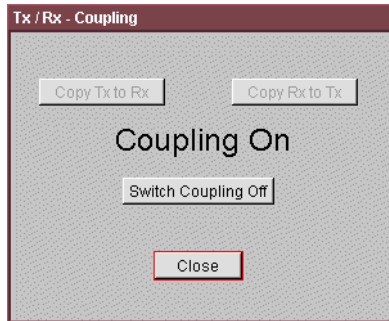 Tx / Rx - Coupling
Copy Tx to Rx Copy Rx to Tx
Coupling On
Switch Coupling Off
Close